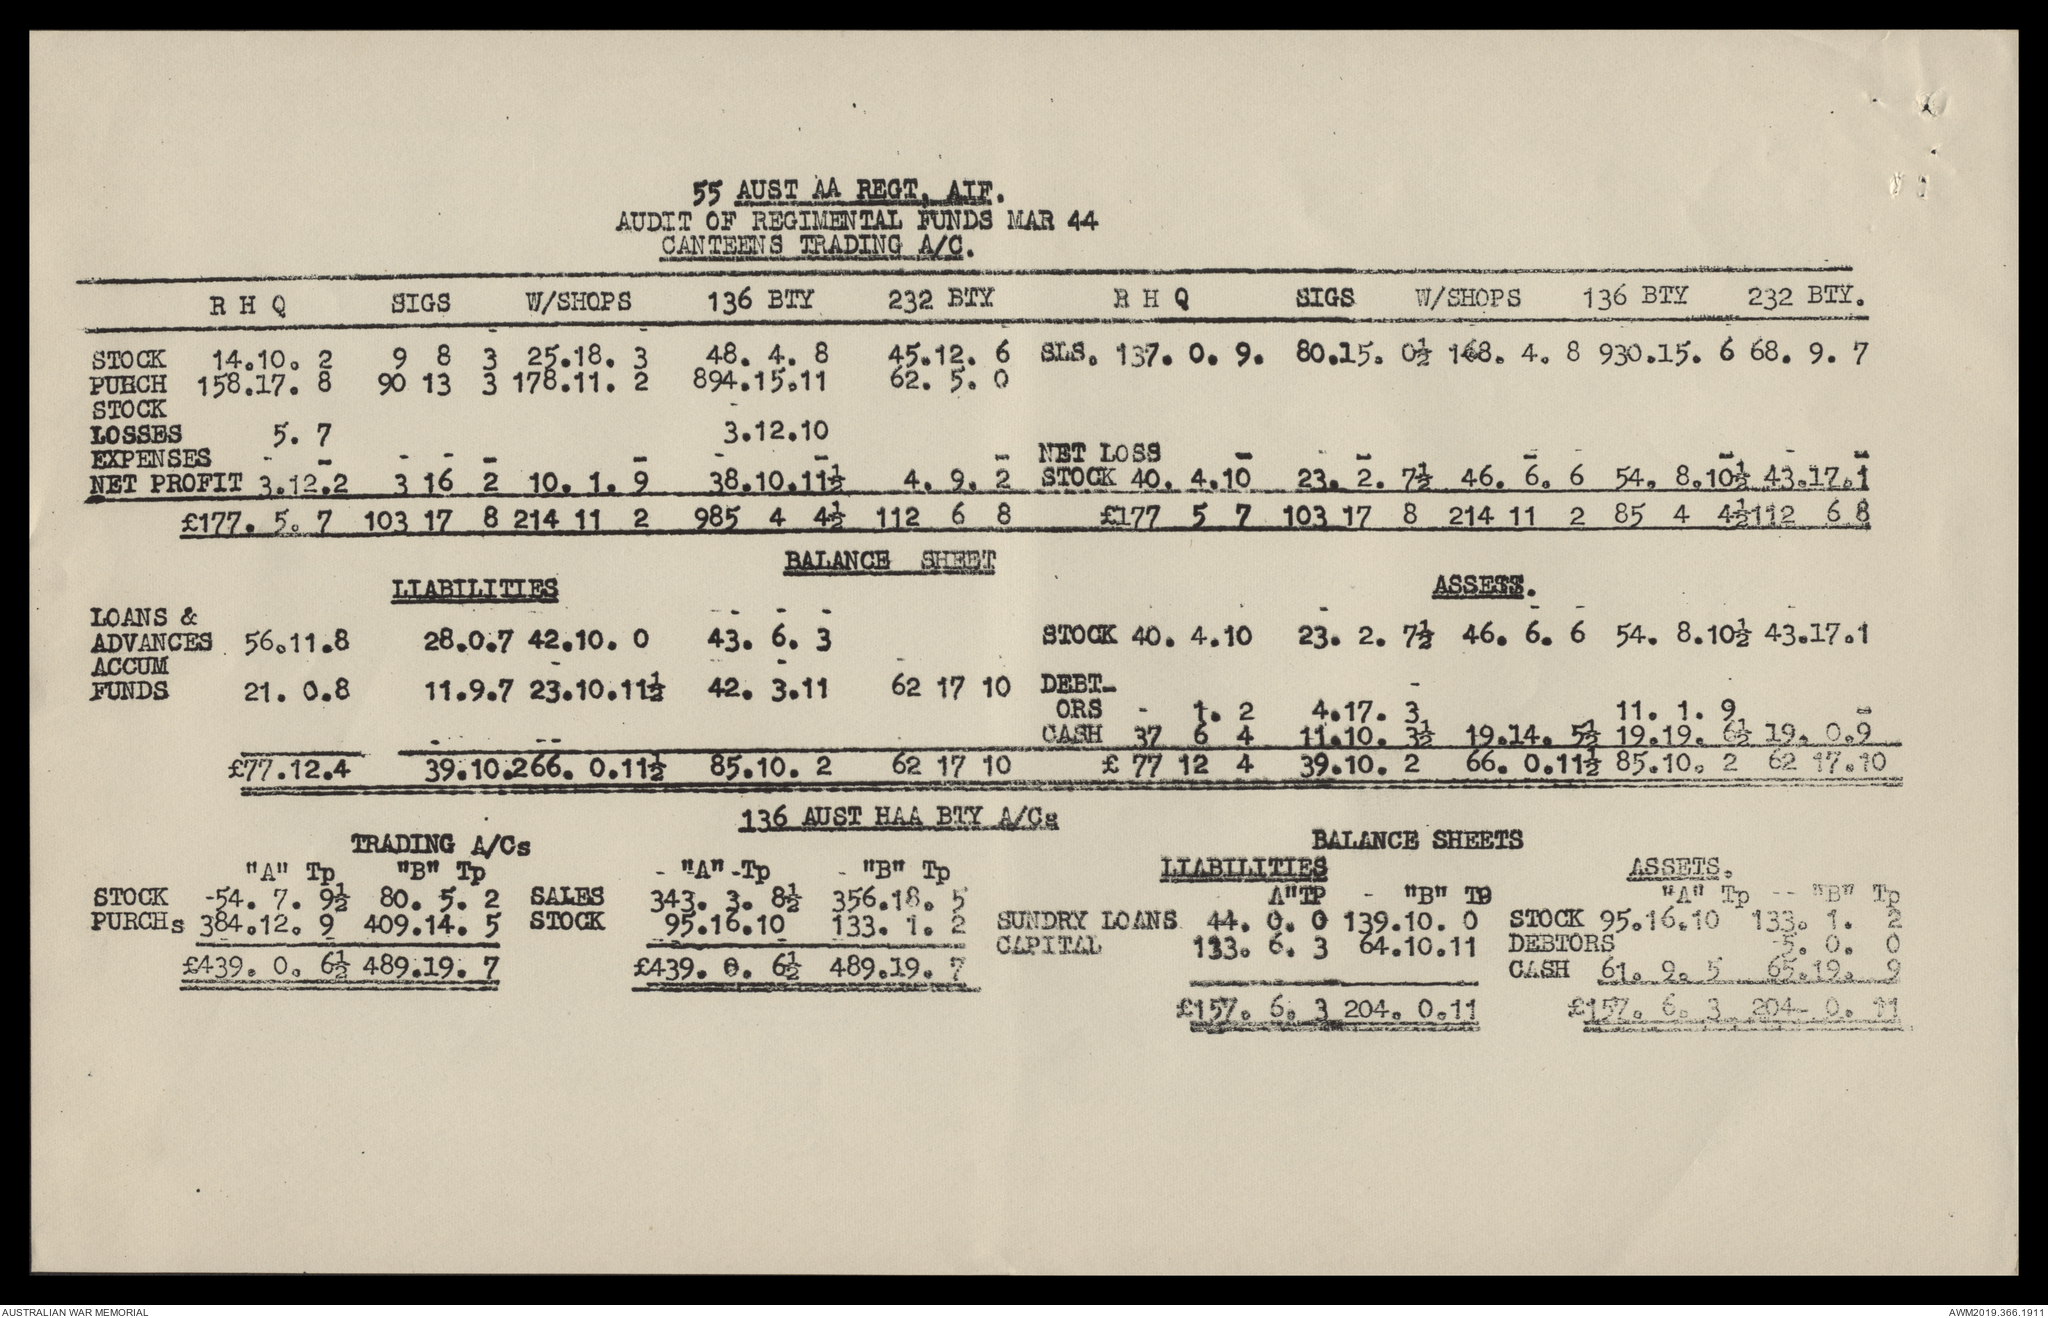 55 AUST AA REGT, AIF.
AUDIT OF REGIMENTAL FUNDS MAR 44
CANTEENS TRADING A/C.
R H Q SIGS W/SHOPS 136 BTY 232 BTY R H Q SIGS W/SHOPS 136 BTY 232 BTY.
STOCK 14.10. 2 9 8 3 25.18. 3 48. 4. 8 45.12. 6 SLS. 137. 0. 9. 80.15. 0½ 168. 4. 8 930.15. 6 68. 9. 7
PURCH 158.17. 8 90 13 3 178.11. 2 894.15.11 62. 5. 0
STOCK
LOSSES 5. 7 3.12.10
EXPENSES - - - - - - - - - NET LOSS - - - - - - - -
NET PROFIT 3.12.2 3 16 2 10. 1. 9 38.10.11½ 4. 9. 2 STOCK 40. 4.10 23. 2. 7½ 46. 6. 6 54. 8.10½ 43.17.1
£177. 5. 7 103 17 8 214 11 2 985 4 4½ 112 6 8 £177 5 7 103 17 8 214 11 2 85 4 4½ 112 6 8
BALANCE SHEET
LIABILITIES ASSETS.
LOANS &
ADVANCES 56.11.8 28.0.7 42.10. 0 43. 6. 3 STOCK 40. 4.10 23. 2. 7½ 46. 6. 6 54. 8.10½ 43.17.1
ACCUM
FUNDS 21. 0.8 11.9.7 23.10.11½ 42. 3.11 62 17 10 DEBT-
ORS - 1. 2 4.17. 3 11. 1. 9 -
CASH 37 6 4 11.10. 3½ 19.14. 5½ 19.19. 6½ 19. 0.9
£77.12.4 39.10.2 66. 0.11½ 85.10. 2 62 17 10 £ 77 12 4 39.10. 2 66. 0.11½ 85.10. 2 62 17.10
136 AUST HAA BTY A/Cs
TRADING A/Cs BALANCE SHEETS
"A" Tp "B" Tp - "A" -Tp - "B" Tp LIABILITIES ASSETS.
STOCK -54. 7. 9½ 80. 5. 2 SALES 343. 3. 8½ 356.18. 5 A"TP - "B" Tp "A" Tp -- "B" Tp
PURCHs 384.12. 9 409.14. 5 STOCK 95.16.10 133. 1. 2 SUNDRY LOANS 44. 0. 0 139.10. 0 STOCK 95.16.10 133. 1. 2
CAPITAL 133. 6. 3 64.10.11 DEBTORS -5. 0. 0
£439. 0. 6½ 489.19. 7 £439. 0. 6½ 489.19. 7 CASH 61. 9. 5 65.19. 9
£157. 6. 3 204. 0.11 £157. 6. 3 204- 0. 11
AUSTRALIAN WAR MEMORIAL AWM2019.366.1911